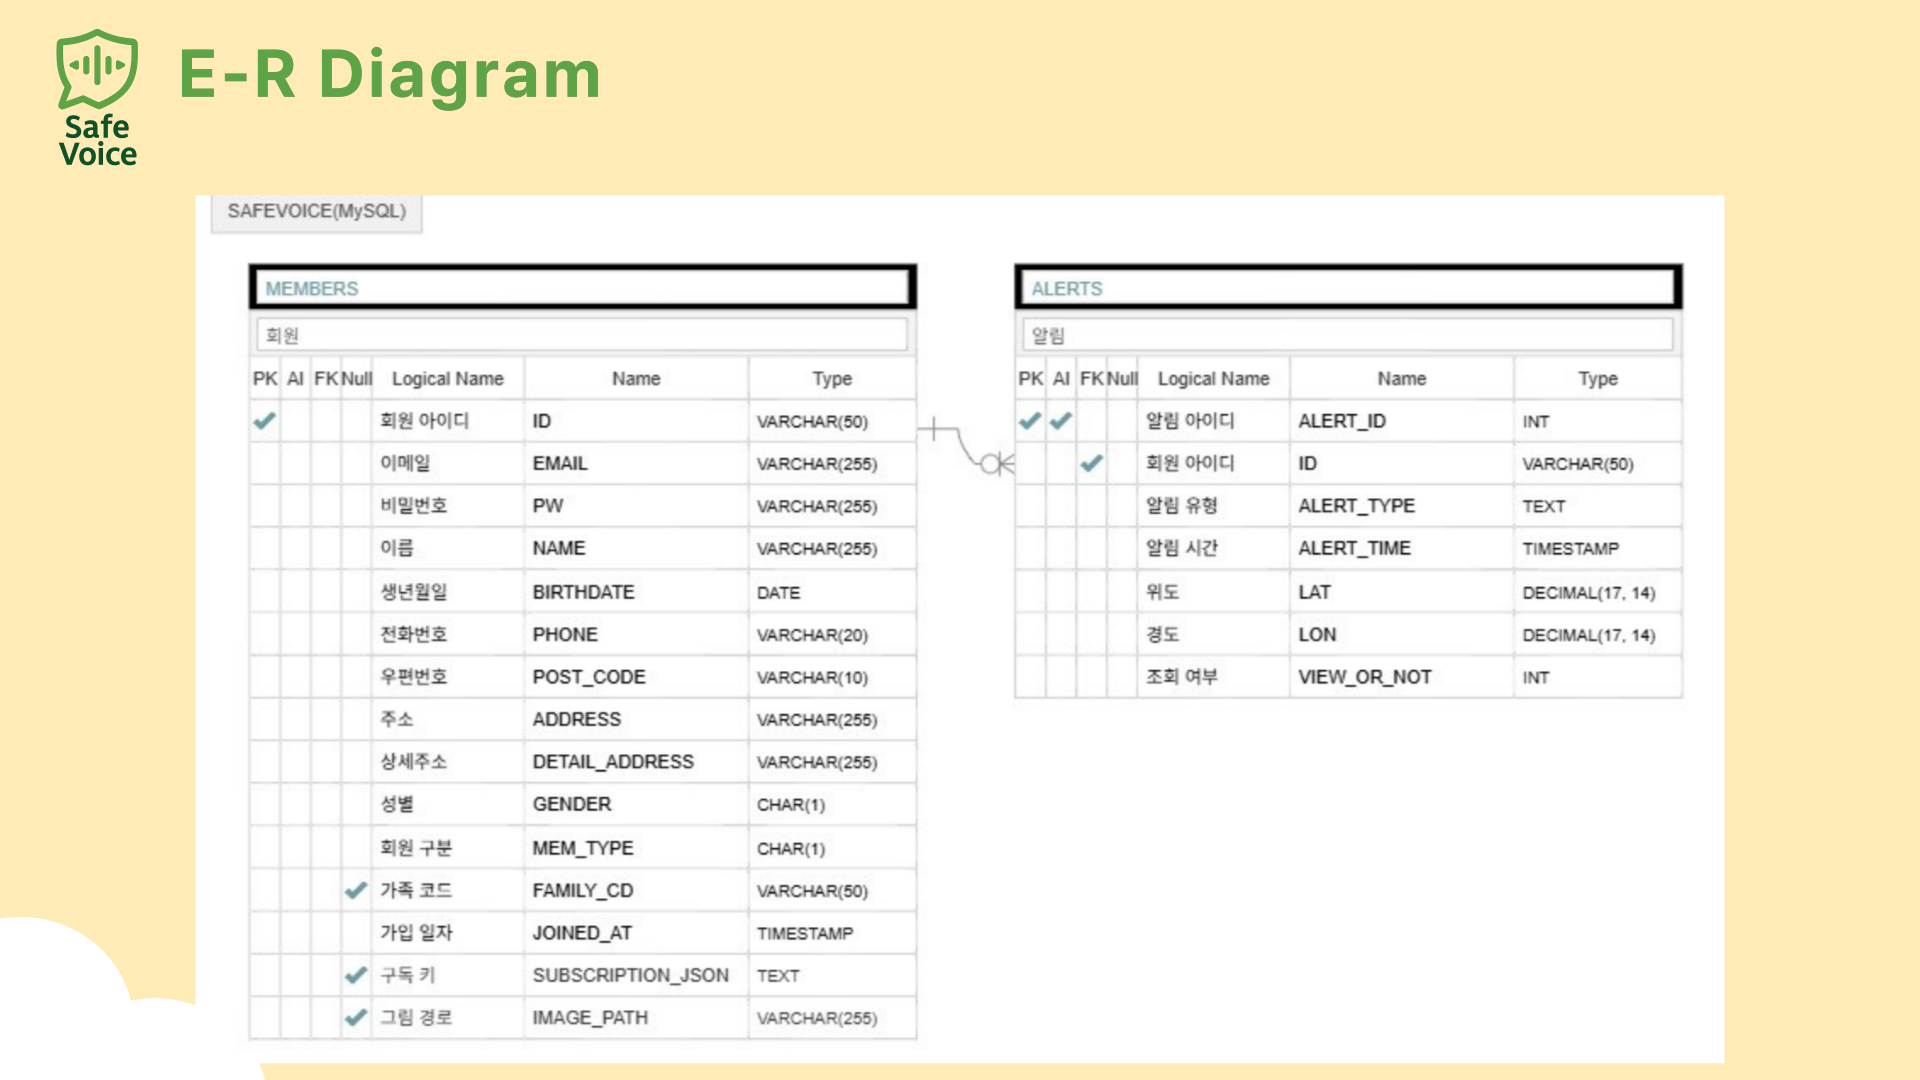 Safe
Voice
E-R Diagram
SAFEVOICE(MySQL)
MEMBERS
회원
PK AI FK Null Logical Name Name Type
회원 아이디 ID VARCHAR(50)
이메일 EMAIL VARCHAR(255)
비밀번호 PW VARCHAR(255)
이름 NAME VARCHAR(255)
생년월일 BIRTHDATE DATE
전화번호 PHONE VARCHAR(20)
우편번호 POST_CODE VARCHAR(10)
주소 ADDRESS VARCHAR(255)
상세주소 DETAIL_ADDRESS VARCHAR(255)
성별 GENDER CHAR(1)
회원 구분 MEM_TYPE CHAR(1)
가족 코드 FAMILY_CD VARCHAR(50)
가입 일자 JOINED_AT TIMESTAMP
구독 키 SUBSCRIPTION_JSON TEXT
그림 경로 IMAGE_PATH VARCHAR(255)
ALERTS
알림
PK AI FK Null Logical Name Name Type
알림 아이디 ALERT_ID INT
회원 아이디 ID VARCHAR(50)
알림 유형 ALERT_TYPE TEXT
알림 시간 ALERT_TIME TIMESTAMP
위도 LAT DECIMAL(17, 14)
경도 LON DECIMAL(17, 14)
조회 여부 VIEW_OR_NOT INT